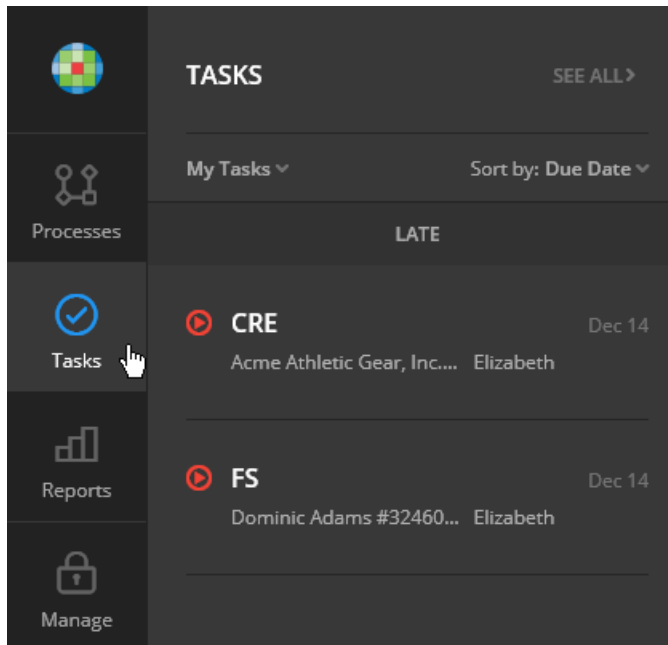 TASKS
SEE ALL>
My Tasks
Sort by: Due Date
Processes
LATE
Tasks
CRE
Dec 14
Acme Athletic Gear, Inc.... Elizabeth
Reports
FS
Dec 14
Dominic Adams #32460... Elizabeth
Manage